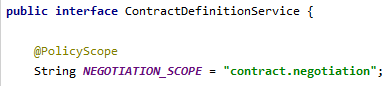 public interface ContractDefinitionService {
@PolicyScope
String NEGOTIATION_SCOPE = "contract.negotiation";